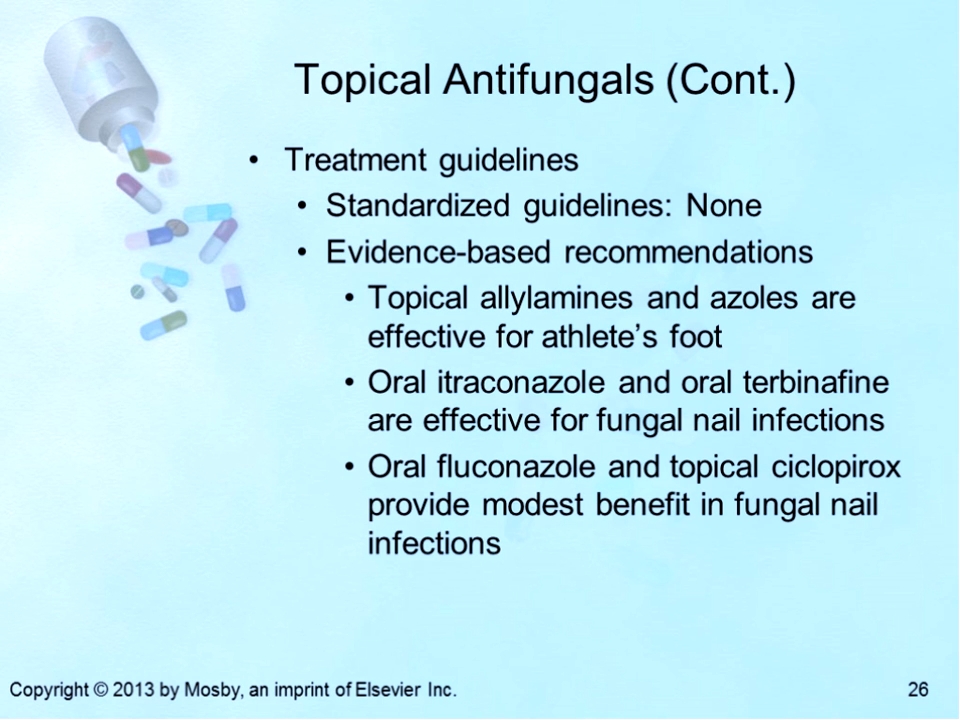 Topical Antifungals (Cont.)
• Treatment guidelines
• Standardized guidelines: None
• Evidence-based recommendations
• Topical allylamines and azoles are
effective for athlete’s foot
• Oral itraconazole and oral terbinafine
are effective for fungal nail infections
• Oral fluconazole and topical ciclopirox
provide modest benefit in fungal nail
infections
Copyright © 2013 by Mosby, an imprint of Elsevier Inc.
26